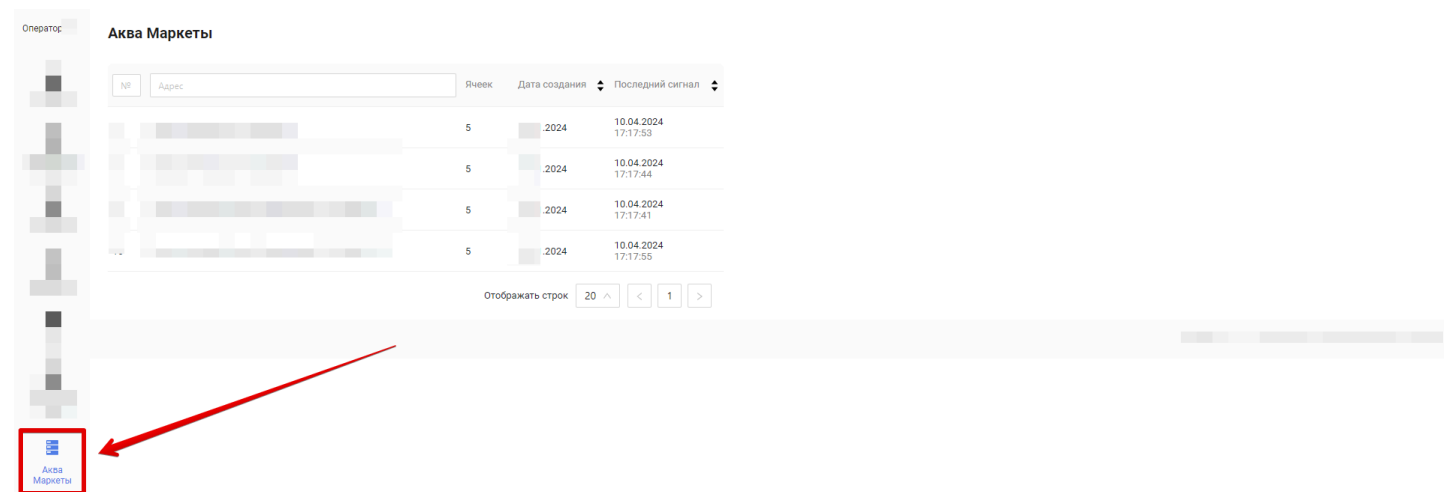 Оператор
Аква Маркеты
№ Адрес Ячеек Дата создания Последний сигнал
5 .2024 10.04.2024
17:17:53
5 .2024 10.04.2024
17:17:44
5 .2024 10.04.2024
17:17:41
5 .2024 10.04.2024
17:17:55
Отображать строк 20 < 1 >
Аква
Маркеты